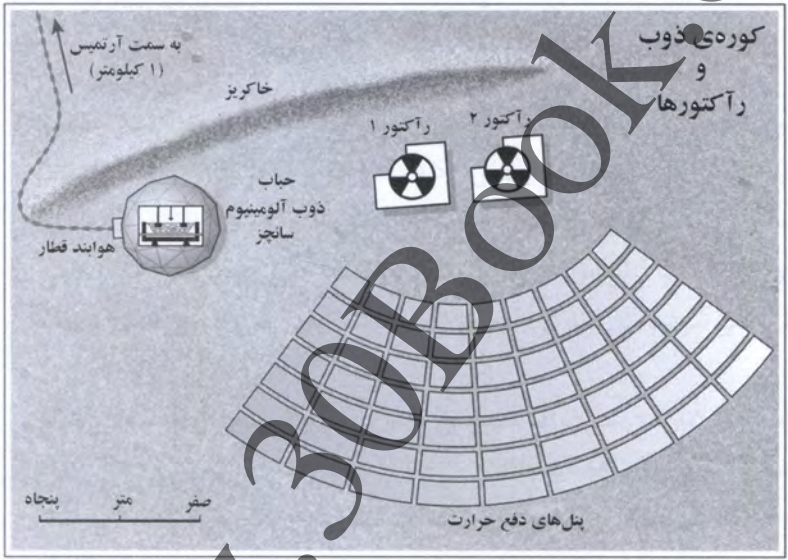 کوره‌ی ذوب
و
رآکتورها
به سمت آرتمیس
(۱ کیلومتر)
خاکریز
رآکتور ۲
رآکتور ۱
حباب
ذوب آلومینیوم
سانچز
هوابند قطار
پنل‌های دفع حرارت
صفر
متر
پنجاه
.30Book.